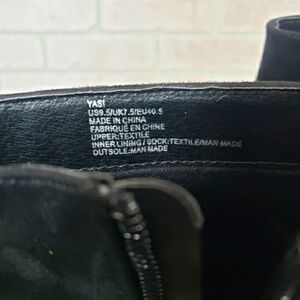 YASI
US9.5/UK7.5/EU40.5
MADE IN CHINA
FABRIQUÉ EN CHINE
UPPER:TEXTILE
INNER LINING / SOCK:TEXTILE/MAN MADE
OUTSOLE:MAN MADE